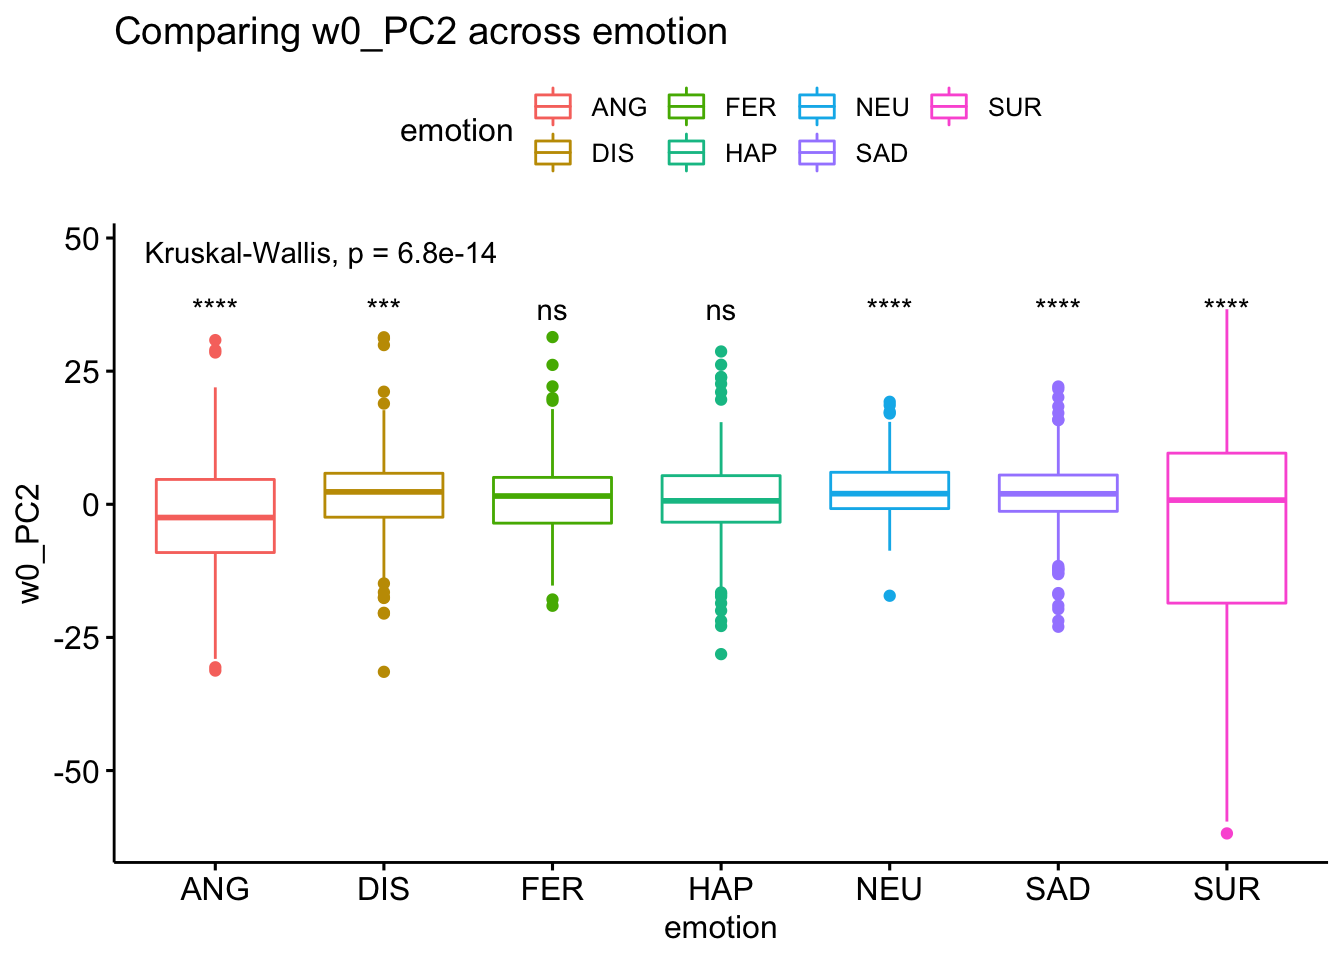 Comparing w0_PC2 across emotion
emotion
ANG FER NEU SUR
DIS HAP SAD
50
Kruskal-Wallis, p = 6.8e-14
**** *** ns ns **** **** ****
25
0
-25
-50
w0_PC2
ANG DIS FER HAP NEU SAD SUR
emotion